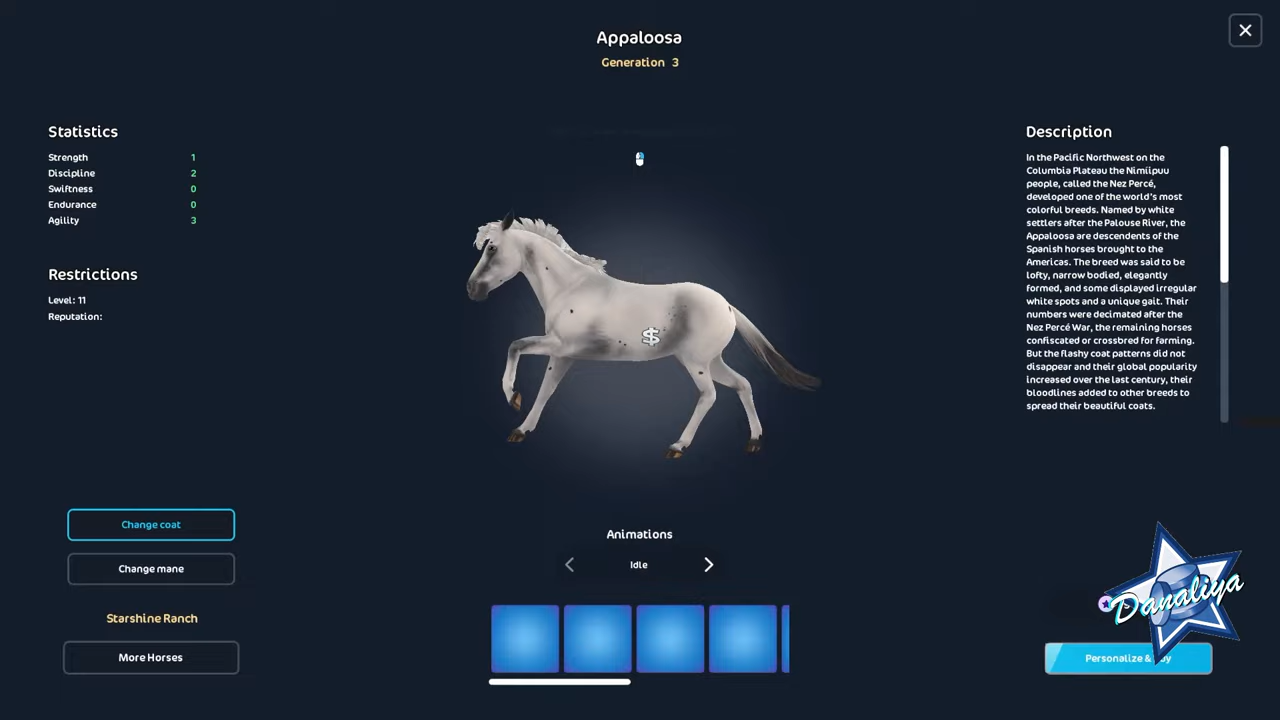 Appaloosa
Generation 3
Statistics
Strength 1
Discipline 2
Swiftness 0
Endurance 0
Agility 3
Restrictions
Level: 11
Reputation:
Description
In the Pacific Northwest on the
Columbia Plateau the Nimiipuu
people, called the Nez Percé,
developed one of the world's most
colorful breeds. Named by white
settlers after the Palouse River, the
Appaloosa are descendents of the
Spanish horses brought to the
Americas. The breed was said to be
lofty, narrow bodied, elegantly
formed, and some displayed irregular
white spots and a unique gait. Their
numbers were decimated after the
Nez Percé War, the remaining horses
confiscated or crossbred for farming.
But the flashy coat patterns did not
disappear and their global popularity
increased over the last century, their
bloodlines added to other breeds to
spread their beautiful coats.
$
Change coat
Change mane
Starshine Ranch
More Horses
Animations
Idle
Danaliya
Personalize &